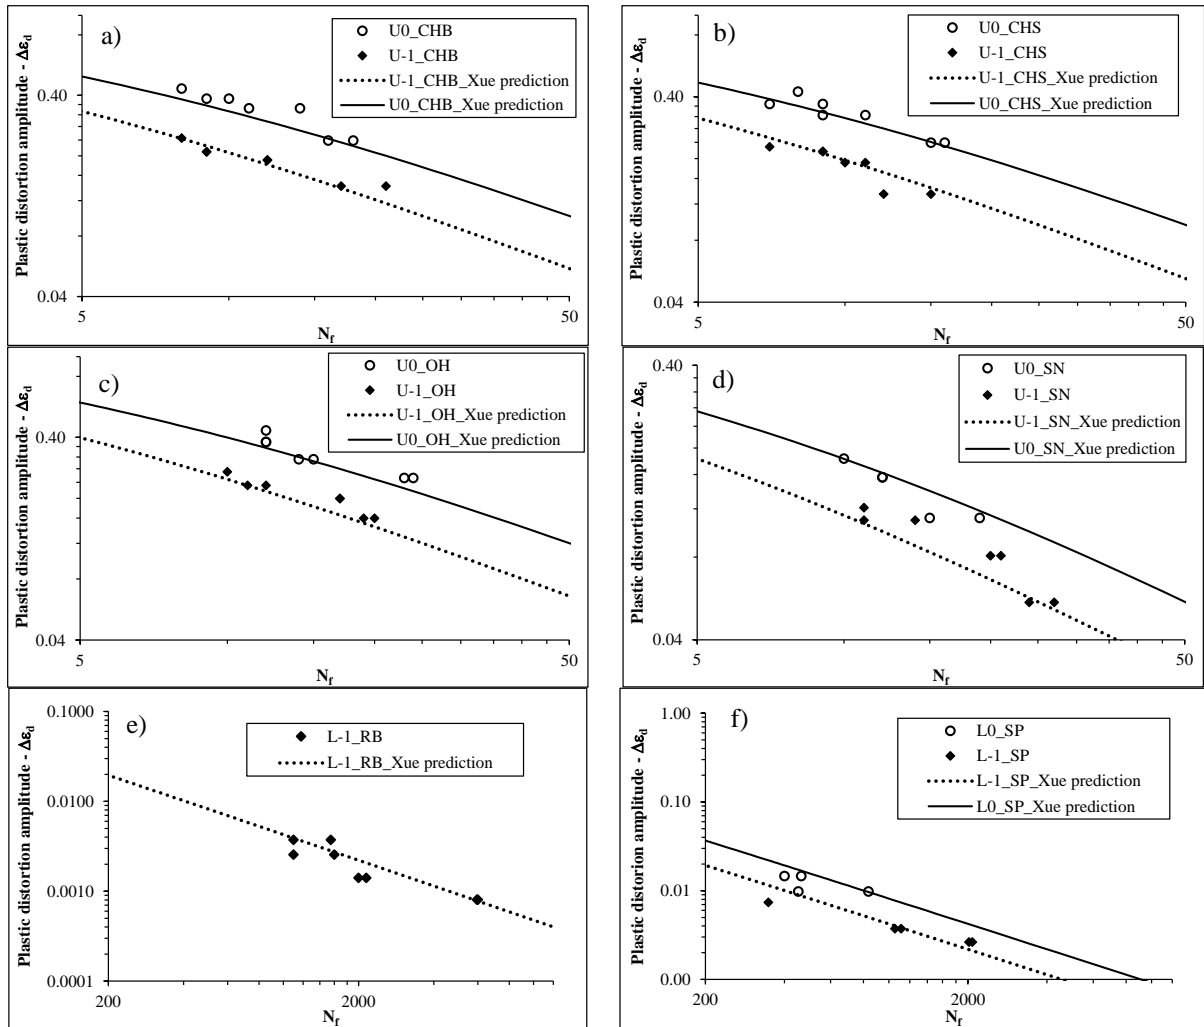 a)
U0_CHB
U-1_CHB
U-1_CHB_Xue prediction
U0_CHB_Xue prediction
Plastic distortion amplitude - Δεd
0.40
0.04
5
50
Nf
b)
U0_CHS
U-1_CHS
U-1_CHS_Xue prediction
U0_CHS_Xue prediction
Plastic distortion amplitude - Δεd
0.40
0.04
5
50
Nf
c)
U0_OH
U-1_OH
U-1_OH_Xue prediction
U0_OH_Xue prediction
Plastic distortion amplitude - Δεd
0.40
0.04
5
50
Nf
d)
U0_SN
U-1_SN
U-1_SN_Xue prediction
U0_SN_Xue prediction
Plastic distortion amplitude - Δεd
0.40
0.04
5
50
Nf
e)
L-1_RB
L-1_RB_Xue prediction
Plastic distortion amplitude - Δεd
0.1000
0.0100
0.0010
0.0001
200
2000
Nf
f)
L0_SP
L-1_SP
L-1_SP_Xue prediction
L0_SP_Xue prediction
Plastic distorion amplitude - Δεd
1.00
0.10
0.01
0.00
200
2000
Nf